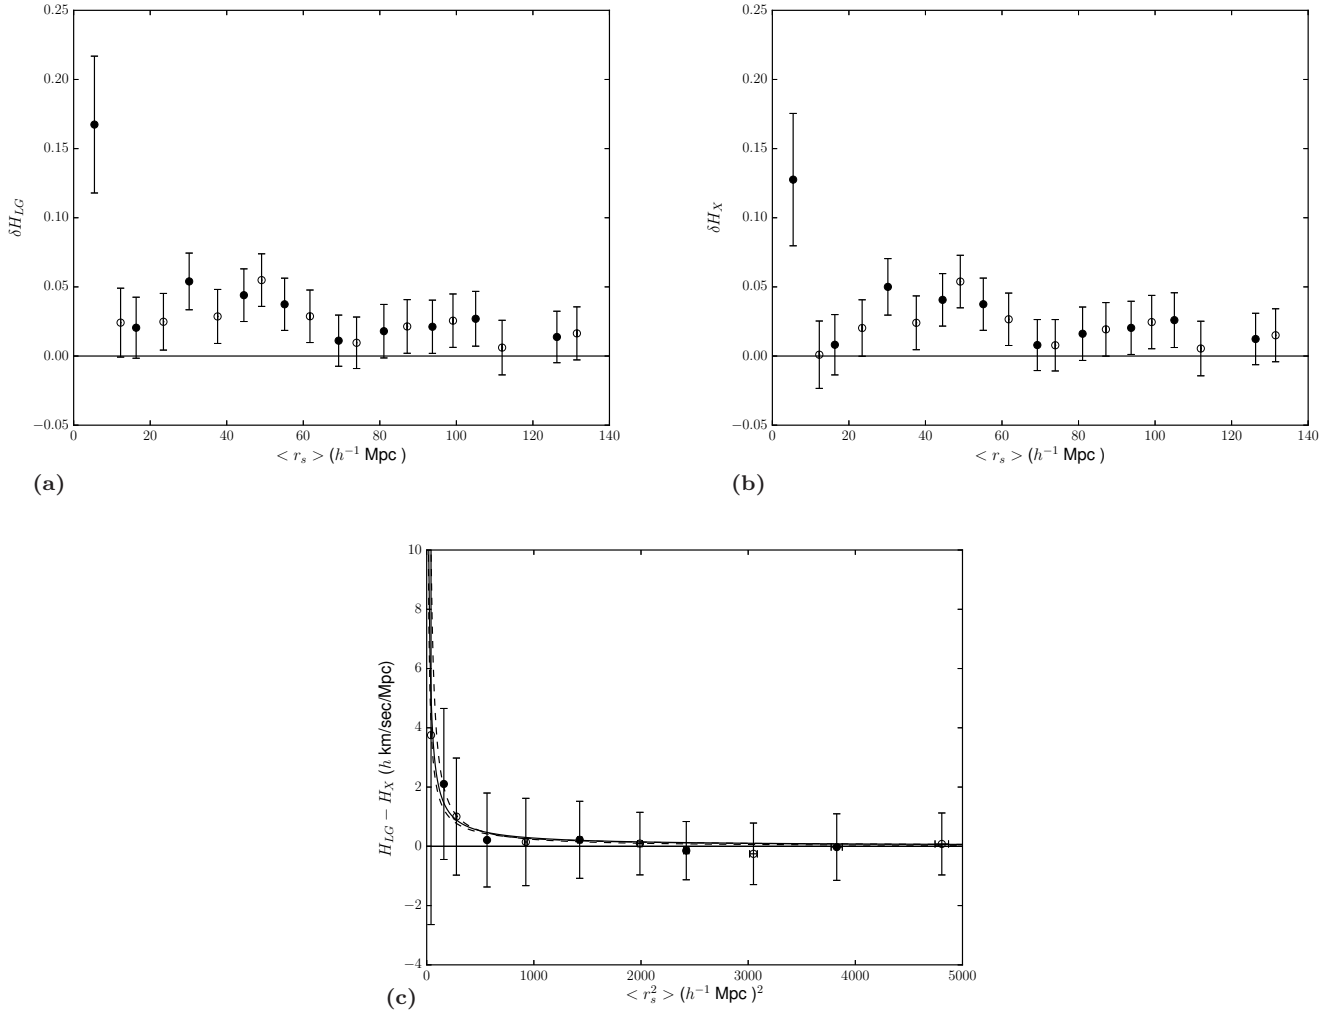 0.25
0.20
0.15
0.10
0.05
0.00
−0.05
δH_LG
0 20 40 60 80 100 120 140
< r_s > (h⁻¹ Mpc )
(a)
0.25
0.20
0.15
0.10
0.05
0.00
−0.05
δH_X
0 20 40 60 80 100 120 140
< r_s > (h⁻¹ Mpc )
(b)
10
8
6
4
2
0
−2
−4
H_LG − H_X (h km/sec/Mpc)
0 1000 2000 3000 4000 5000
< r_s² > (h⁻¹ Mpc )²
(c)